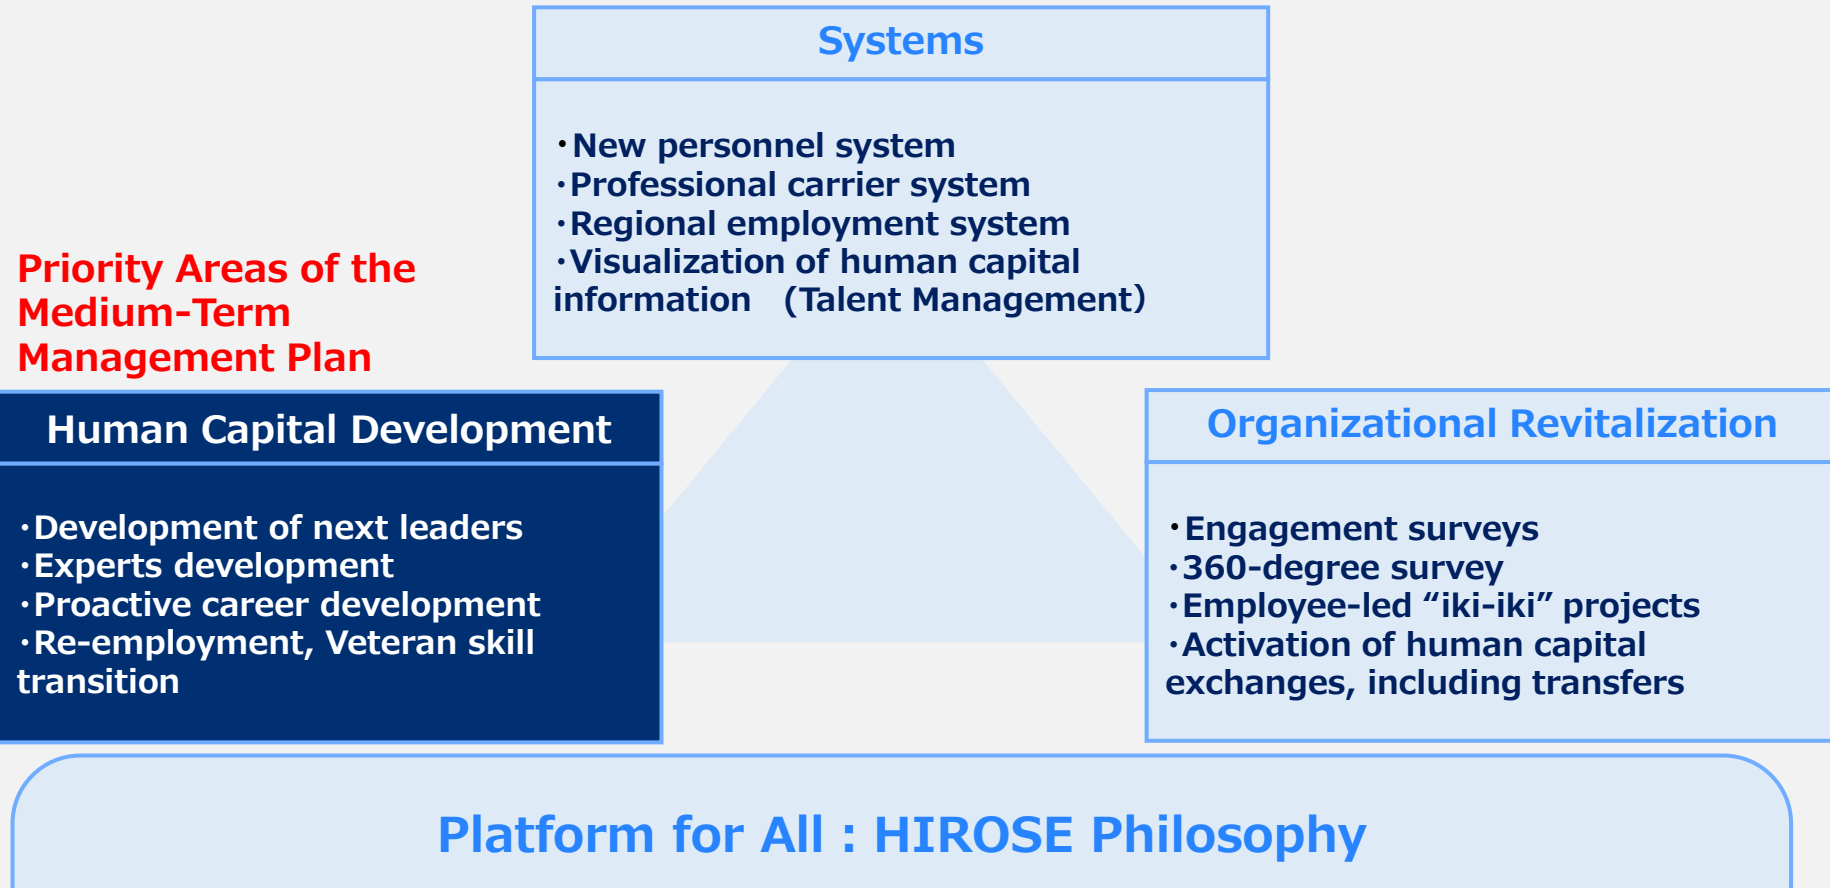 Systems
・New personnel system
・Professional carrier system
・Regional employment system
・Visualization of human capital
information　(Talent Management）
Priority Areas of the
Medium-Term
Management Plan
Human Capital Development
・Development of next leaders
・Experts development
・Proactive career development
・Re-employment, Veteran skill
transition
Organizational Revitalization
・Engagement surveys
・360-degree survey
・Employee-led “iki-iki” projects
・Activation of human capital
exchanges, including transfers
Platform for All : HIROSE Philosophy